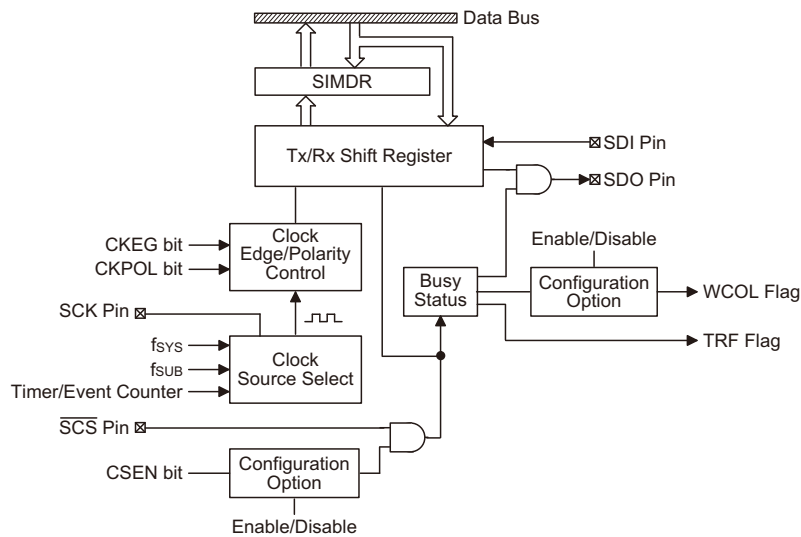 Data Bus
SIMDR
Tx/Rx Shift Register
SDI Pin
SDO Pin
CKEG bit
CKPOL bit
Clock
Edge/Polarity
Control
Enable/Disable
Busy
Status
Configuration
Option
WCOL Flag
SCK Pin
TRF Flag
fSYS
fSUB
Timer/Event Counter
Clock
Source Select
SCS Pin
CSEN bit
Configuration
Option
Enable/Disable